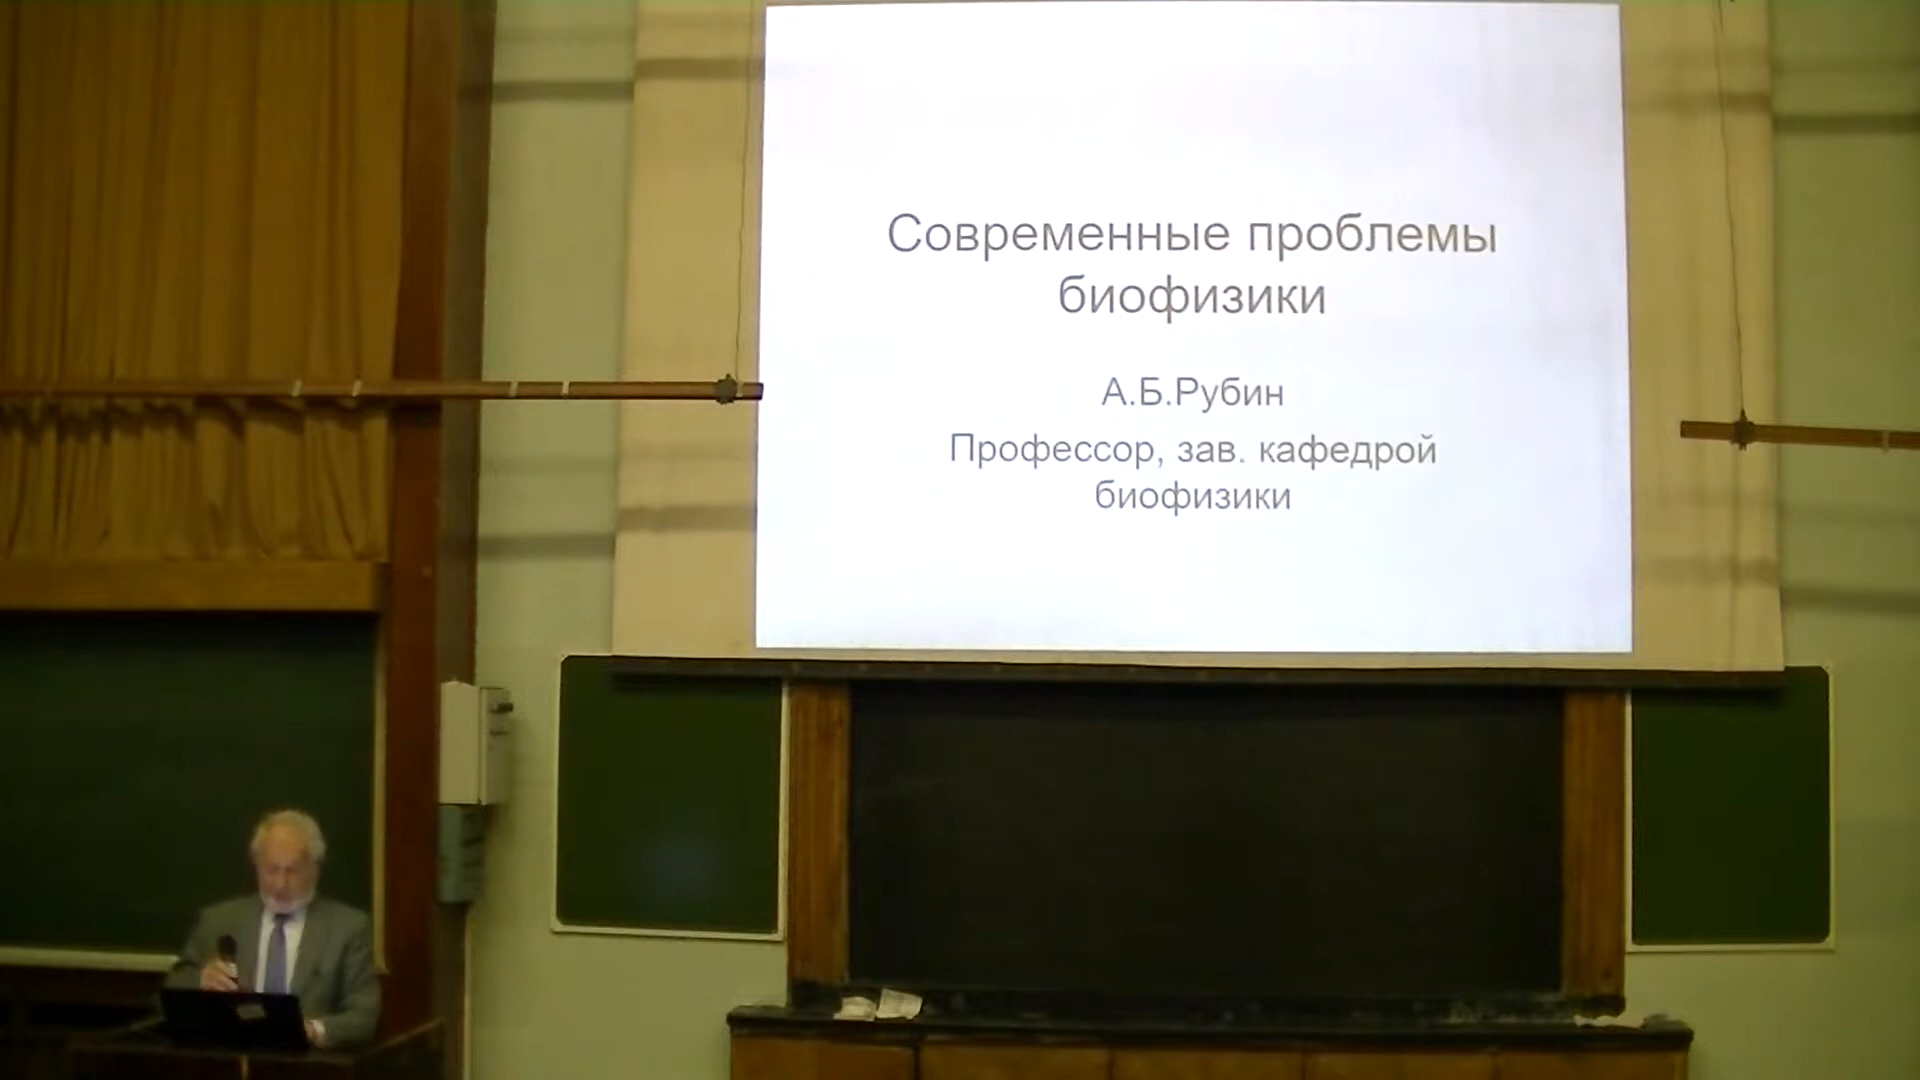 Современные проблемы
биофизики
А.Б.Рубин
Профессор, зав. кафедрой
биофизики